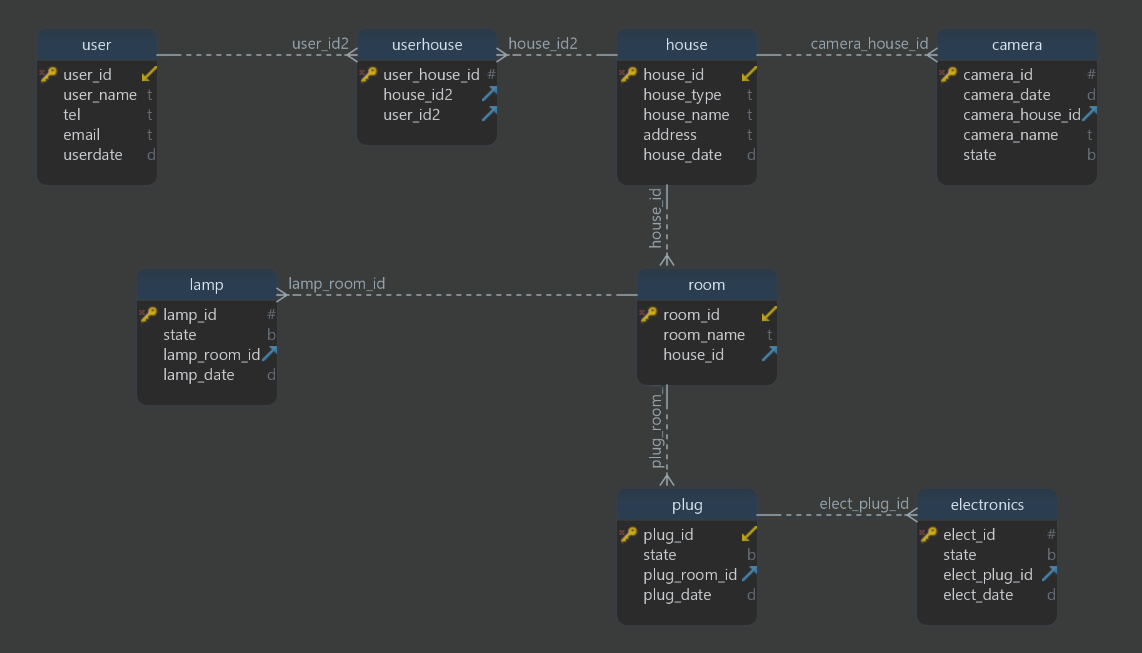 user
user_id
user_name t
tel t
email t
userdate d
user_id2
userhouse
user_house_id #
house_id2
user_id2
house_id2
house
house_id
house_type t
house_name t
address t
house_date d
camera_house_id
camera
camera_id #
camera_date d
camera_house_id
camera_name t
state b
house_id
lamp
lamp_id #
state b
lamp_room_id
lamp_date d
lamp_room_id
room
room_id
room_name t
house_id
plug_room_
plug
plug_id
state b
plug_room_id
plug_date d
elect_plug_id
electronics
elect_id #
state b
elect_plug_id
elect_date d